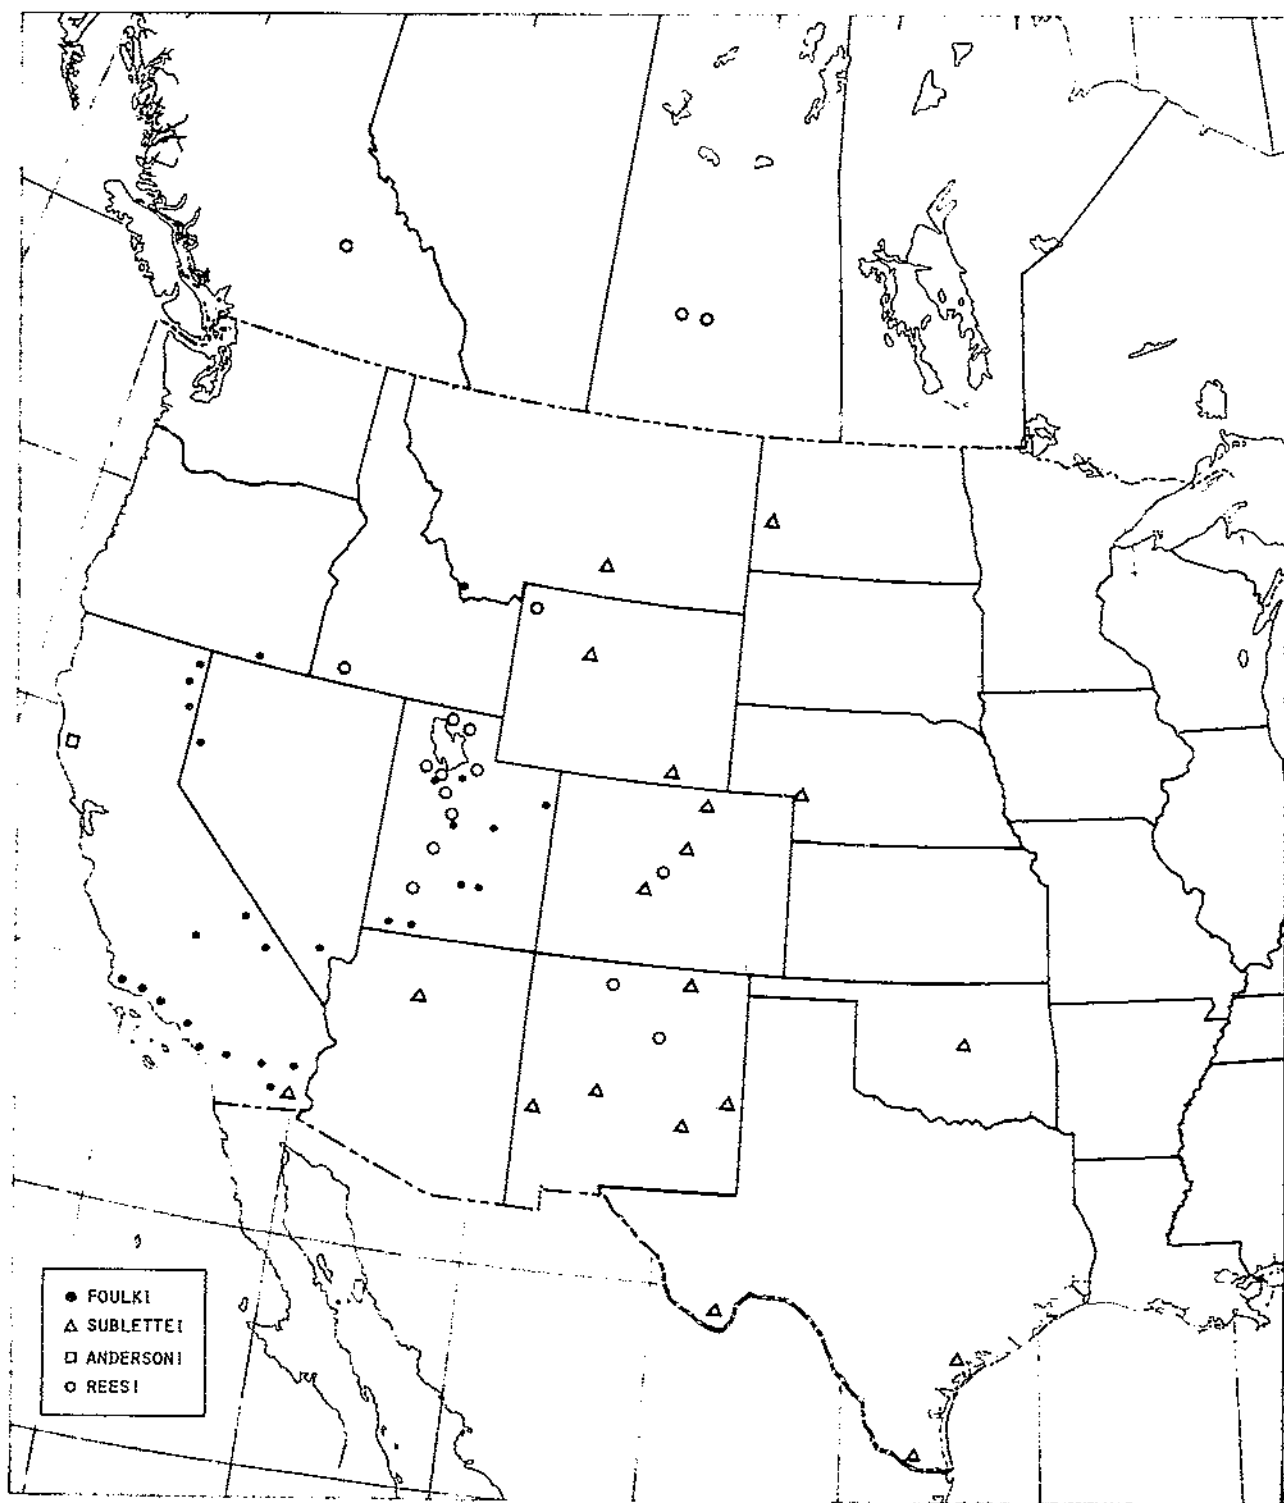 ● FOULKI
△ SUBLETTEI
□ ANDERSONI
○ REESI